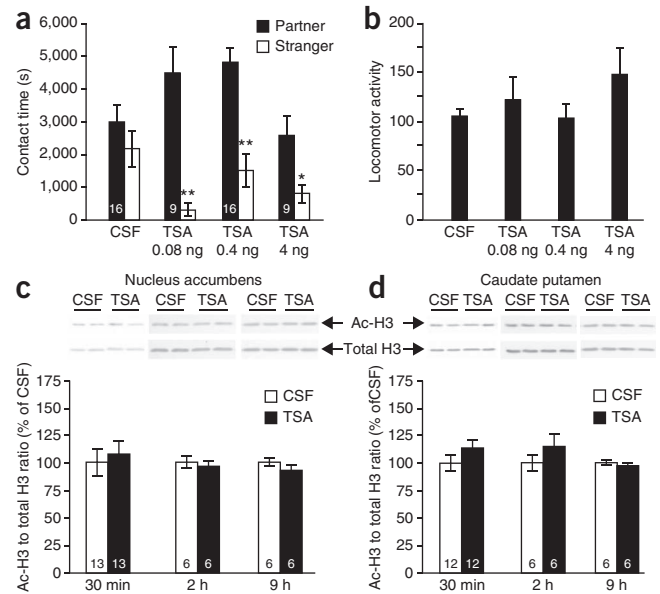 a
Contact time (s)
6,000
5,000
4,000
3,000
2,000
1,000
0
Partner
Stranger
**
**
*
16
9
16
9
CSF
TSA
0.08 ng
TSA
0.4 ng
TSA
4 ng
b
Locomotor activity
200
150
100
50
0
CSF
TSA
0.08 ng
TSA
0.4 ng
TSA
4 ng
c
Nucleus accumbens
CSF TSA CSF TSA CSF TSA
Ac-H3
Total H3
Ac-H3 to total H3 ratio (% of CSF)
175
150
125
100
75
50
25
0
CSF
TSA
13 13 6 6 6 6
30 min 2 h 9 h
d
Caudate putamen
CSF TSA CSF TSA CSF TSA
Ac-H3 to total H3 ratio (% ofCSF)
175
150
125
100
75
50
25
0
CSF
TSA
12 12 6 6 6 6
30 min 2 h 9 h